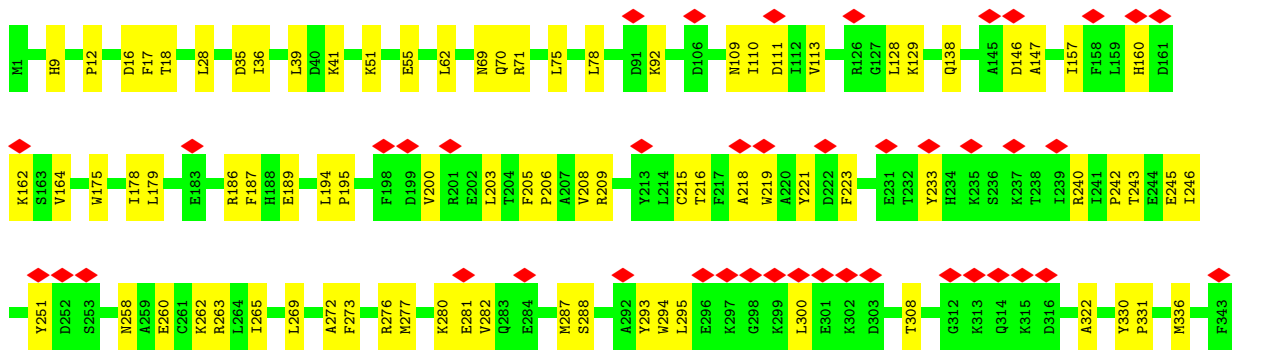 M1 H9 P12 D16 F17 T18 L28 D35 I36 L39 D40 K41 K51 E55 L62 N69 Q70 R71 L75 L78 D91 K92 D106 N109 I110 D111 I112 V113 R126 G127 L128 K129 Q138 A145 D146 A147 I157 F158 L159 H160 D161
K162 S163 V164 W175 I178 L179 E183 R186 F187 H188 E189 L194 P195 F198 D199 V200 R201 E202 L203 T204 F205 P206 A207 V208 R209 Y213 L214 C215 T216 F217 A218 W219 A220 Y221 D222 F223 E231 T232 Y233 H234 K235 S236 K237 T238 I239 R240 I241 P242 T243 E244 E245 I246
Y251 D252 S253 N258 A259 E260 C261 K262 R263 L264 I265 L269 A272 F273 R276 M277 K280 E281 V282 Q283 E284 M287 S288 A292 Y293 W294 L295 E296 K297 G298 K299 L300 E301 K302 D303 T308 G312 K313 Q314 K315 D316 A322 Y330 P331 M336 F343